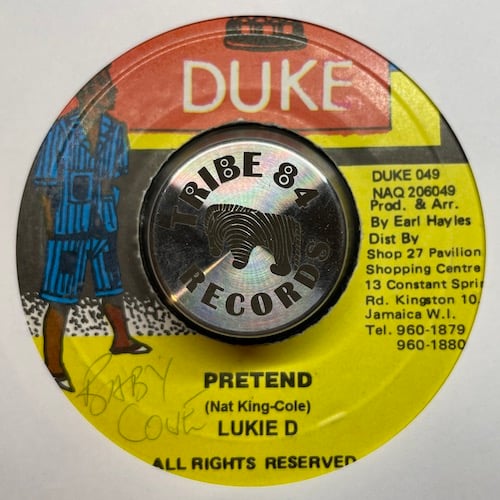 DUKE
TRIBE 84
RECORDS
DUKE 049
NAQ 206049
Prod. & Arr.
By Earl Hayles
Dist By
Shop 27 Pavilion
Shopping Centre
13 Constant Sprin
Rd. Kingston 10.
Jamaica W.I.
Tel. 960-1879
960-1880
PRETEND
(Nat King-Cole)
LUKIE D
BABY
COVE
ALL RIGHTS RESERVED